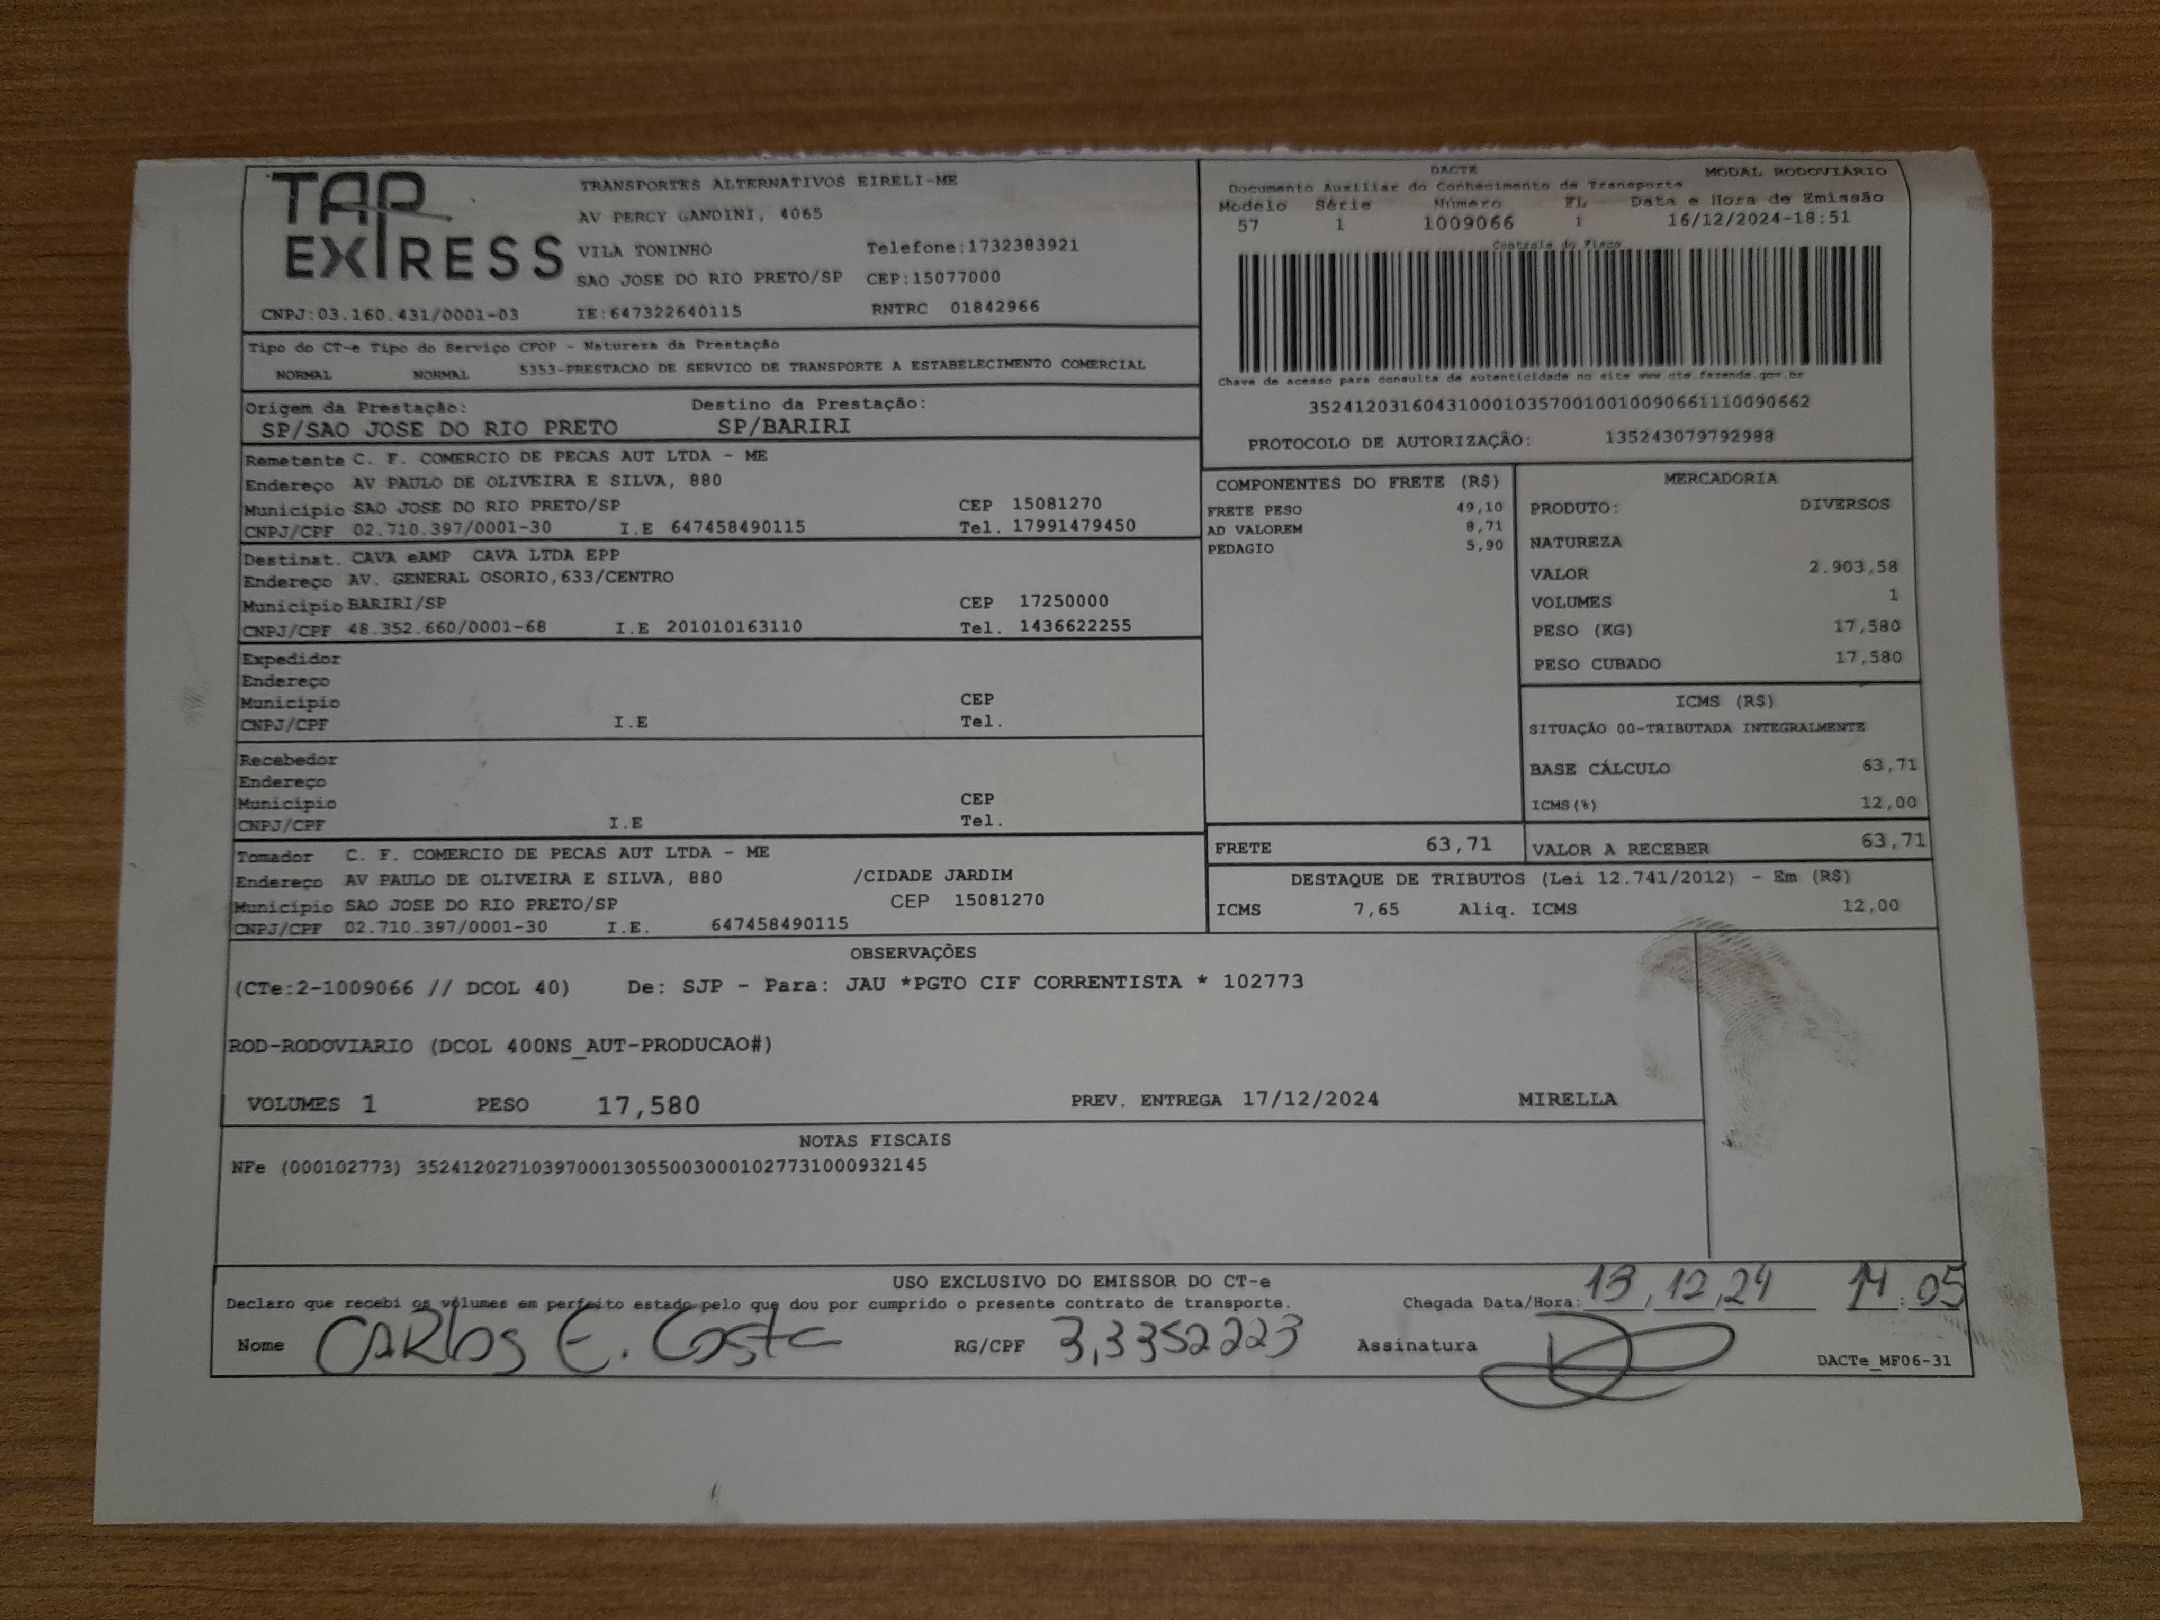 TAP EXPRESS
TRANSPORTES ALTERNATIVOS EIRELI-ME
AV PERCY GANDINI, 4065
VILA TONINHO Telefone:1732383921
SAO JOSE DO RIO PRETO/SP CEP:15077000
CNPJ:03.160.431/0001-03 IE:647322640115 RNTRC 01842966
DACTE MODAL RODOVIÁRIO
Documento Auxiliar do Conhecimento de Transporte
Modelo Série Número FL Data e Hora de Emissão
57 1 1009066 1 16/12/2024-18:51
Controle do Fisco
Chave de acesso para consulta de autenticidade no site www.cte.fazenda.gov.br
35241203160431000103570010010090661110090662
PROTOCOLO DE AUTORIZAÇÃO: 135243079792988
Tipo do CT-e Tipo do Serviço CFOP - Natureza da Prestação
NORMAL NORMAL 5353-PRESTACAO DE SERVICO DE TRANSPORTE A ESTABELECIMENTO COMERCIAL
Origem da Prestação: Destino da Prestação:
SP/SAO JOSE DO RIO PRETO SP/BARIRI
Remetente C. F. COMERCIO DE PECAS AUT LTDA - ME
Endereço AV PAULO DE OLIVEIRA E SILVA, 880
Município SAO JOSE DO RIO PRETO/SP CEP 15081270
CNPJ/CPF 02.710.397/0001-30 I.E 647458490115 Tel. 17991479450
Destinat. CAVA eAMP CAVA LTDA EPP
Endereço AV. GENERAL OSORIO,633/CENTRO
Município BARIRI/SP CEP 17250000
CNPJ/CPF 48.352.660/0001-68 I.E 201010163110 Tel. 1436622255
Expedidor
Endereço
Município CEP
CNPJ/CPF I.E Tel.
Recebedor
Endereço
Município CEP
CNPJ/CPF I.E Tel.
Tomador C. F. COMERCIO DE PECAS AUT LTDA - ME
Endereço AV PAULO DE OLIVEIRA E SILVA, 880 /CIDADE JARDIM
Município SAO JOSE DO RIO PRETO/SP CEP 15081270
CNPJ/CPF 02.710.397/0001-30 I.E. 647458490115
COMPONENTES DO FRETE (R$)
FRETE PESO 49,10
AD VALOREM 8,71
PEDAGIO 5,90
MERCADORIA
PRODUTO: DIVERSOS
NATUREZA
VALOR 2.903,58
VOLUMES 1
PESO (KG) 17,580
PESO CUBADO 17,580
ICMS (R$)
SITUAÇÃO 00-TRIBUTADA INTEGRALMENTE
BASE CÁLCULO 63,71
ICMS(%) 12,00
FRETE 63,71 VALOR A RECEBER 63,71
DESTAQUE DE TRIBUTOS (Lei 12.741/2012) - Em (R$)
ICMS 7,65 Aliq. ICMS 12,00
OBSERVAÇÕES
(CTe:2-1009066 // DCOL 40) De: SJP - Para: JAU *PGTO CIF CORRENTISTA * 102773
ROD-RODOVIARIO (DCOL 400NS_AUT-PRODUCAO#)
VOLUMES 1 PESO 17,580 PREV. ENTREGA 17/12/2024 MIRELLA
NOTAS FISCAIS
NFe (000102773) 35241202710397000130550030001027731000932145
USO EXCLUSIVO DO EMISSOR DO CT-e
Declaro que recebi os volumes em perfeito estado pelo que dou por cumprido o presente contrato de transporte. Chegada Data/Hora: 13,12,24 14:05
Nome CARlos E. Costa RG/CPF 3,3352223 Assinatura
DACTe_MF06-31